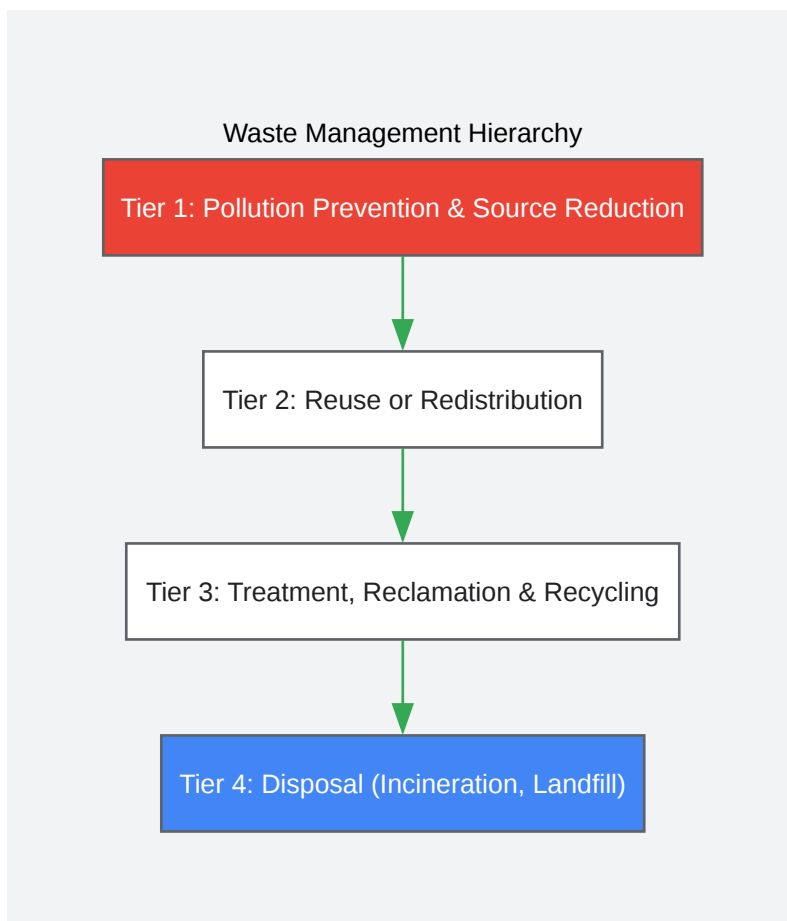 Waste Management Hierarchy
Tier 1: Pollution Prevention & Source Reduction
Tier 2: Reuse or Redistribution
Tier 3: Treatment, Reclamation & Recycling
Tier 4: Disposal (Incineration, Landfill)